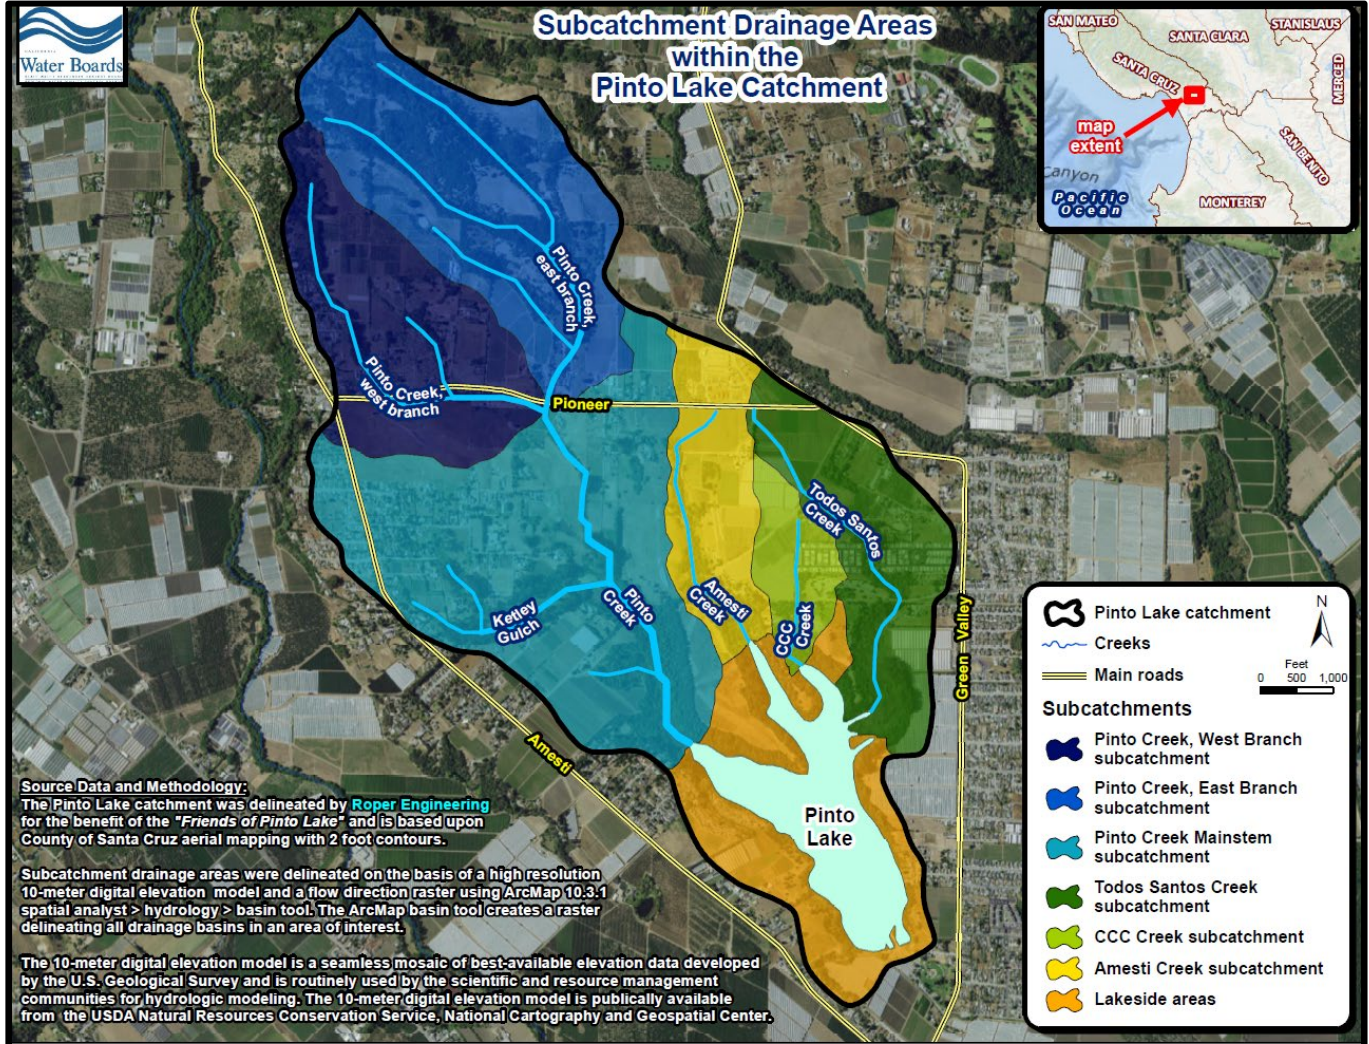 CALIFORNIA
Water Boards
Subcatchment Drainage Areas
within the
Pinto Lake Catchment
SAN MATEO
STANISLAUS
SANTA CLARA
SANTA CRUZ
MERCED
map
extent
SAN BENITO
Canyon
Pacific
Ocean
MONTEREY
Pinto Creek,
east branch
Pinto Creek,
west branch
Pioneer
Todos Santos
Creek
Ketley
Gulch
Pinto
Creek
Amesti
Creek
CCC
Creek
Green Valley
Amesti
Pinto
Lake
Source Data and Methodology:
The Pinto Lake catchment was delineated by Roper Engineering
for the benefit of the "Friends of Pinto Lake" and is based upon
County of Santa Cruz aerial mapping with 2 foot contours.
Subcatchment drainage areas were delineated on the basis of a high resolution
10-meter digital elevation model and a flow direction raster using ArcMap 10.3.1
spatial analyst > hydrology > basin tool. The ArcMap basin tool creates a raster
delineating all drainage basins in an area of interest.
The 10-meter digital elevation model is a seamless mosaic of best-available elevation data developed
by the U.S. Geological Survey and is routinely used by the scientific and resource management
communities for hydrologic modeling. The 10-meter digital elevation model is publically available
from the USDA Natural Resources Conservation Service, National Cartography and Geospatial Center.
Pinto Lake catchment
N
Creeks
Main roads
Feet
0 500 1,000
Subcatchments
Pinto Creek, West Branch
subcatchment
Pinto Creek, East Branch
subcatchment
Pinto Creek Mainstem
subcatchment
Todos Santos Creek
subcatchment
CCC Creek subcatchment
Amesti Creek subcatchment
Lakeside areas